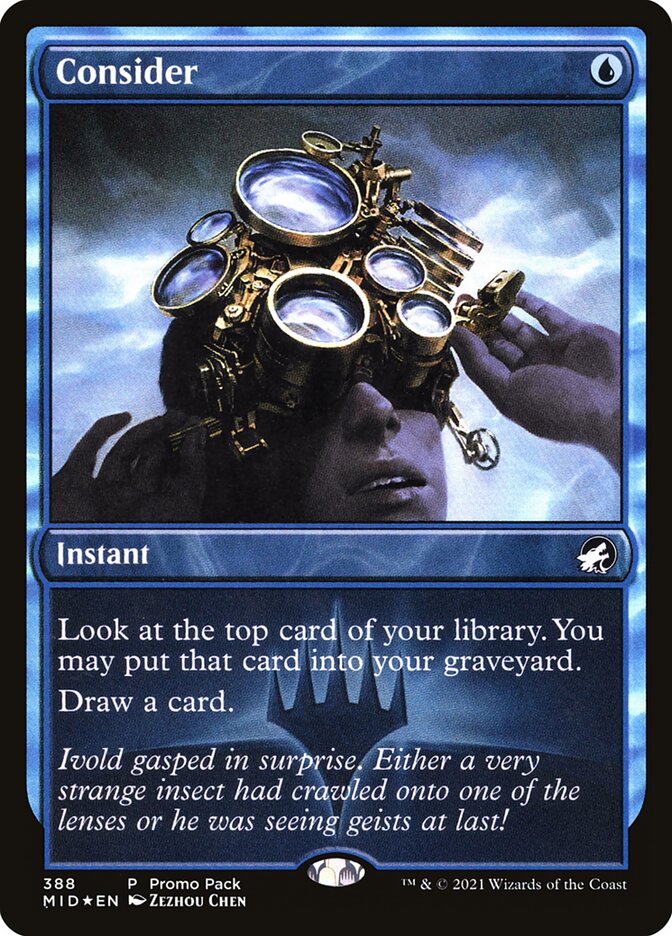 Consider
Instant
Look at the top card of your library. You
may put that card into your graveyard.
Draw a card.
Ivold gasped in surprise. Either a very
strange insect had crawled onto one of the
lenses or he was seeing geists at last!
388 P Promo Pack
MID★EN Zezhou Chen
™ & © 2021 Wizards of the Coast